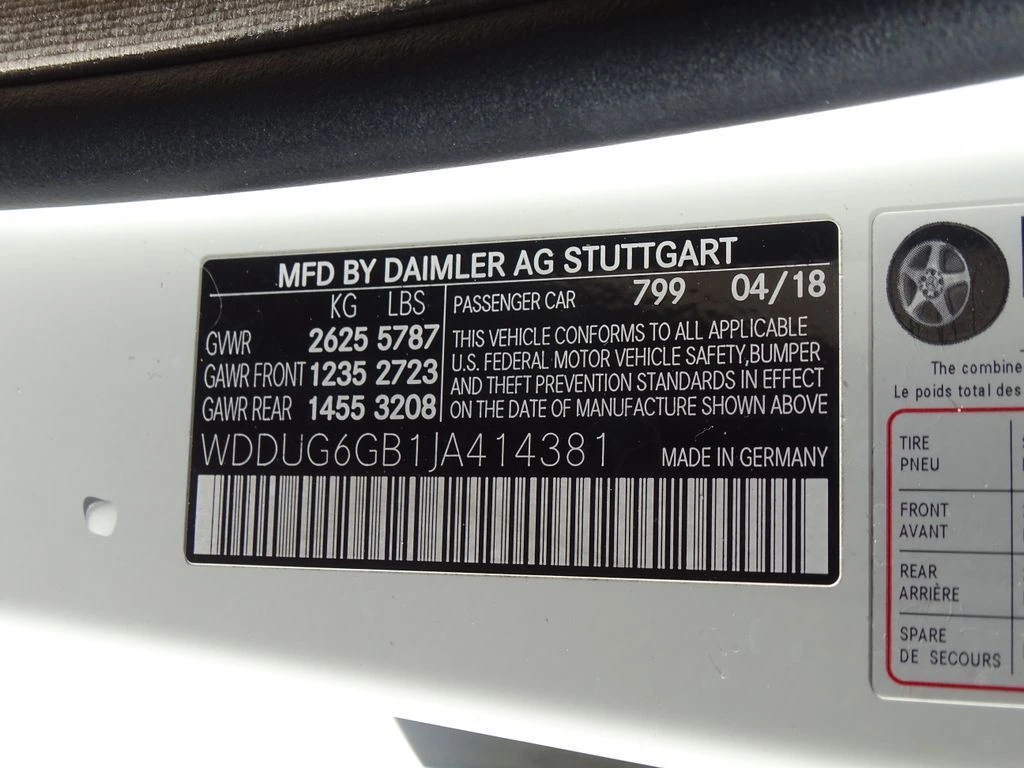 MFD BY DAIMLER AG STUTTGART
KG LBS
GVWR 2625 5787
GAWR FRONT 1235 2723
GAWR REAR 1455 3208
PASSENGER CAR 799 04/18
THIS VEHICLE CONFORMS TO ALL APPLICABLE
U.S. FEDERAL MOTOR VEHICLE SAFETY,BUMPER
AND THEFT PREVENTION STANDARDS IN EFFECT
ON THE DATE OF MANUFACTURE SHOWN ABOVE
WDDUG6GB1JA414381 MADE IN GERMANY
The combine
Le poids total des
TIRE
PNEU
FRONT
AVANT
REAR
ARRIÈRE
SPARE
DE SECOURS